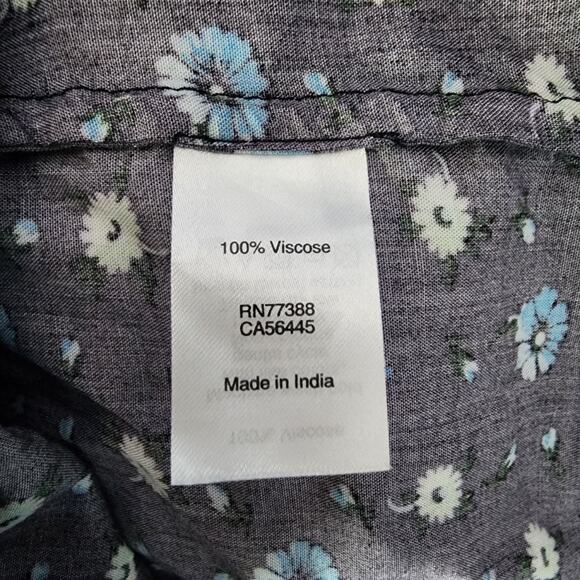 100% Viscose
RN77388
CA56445
Made in India